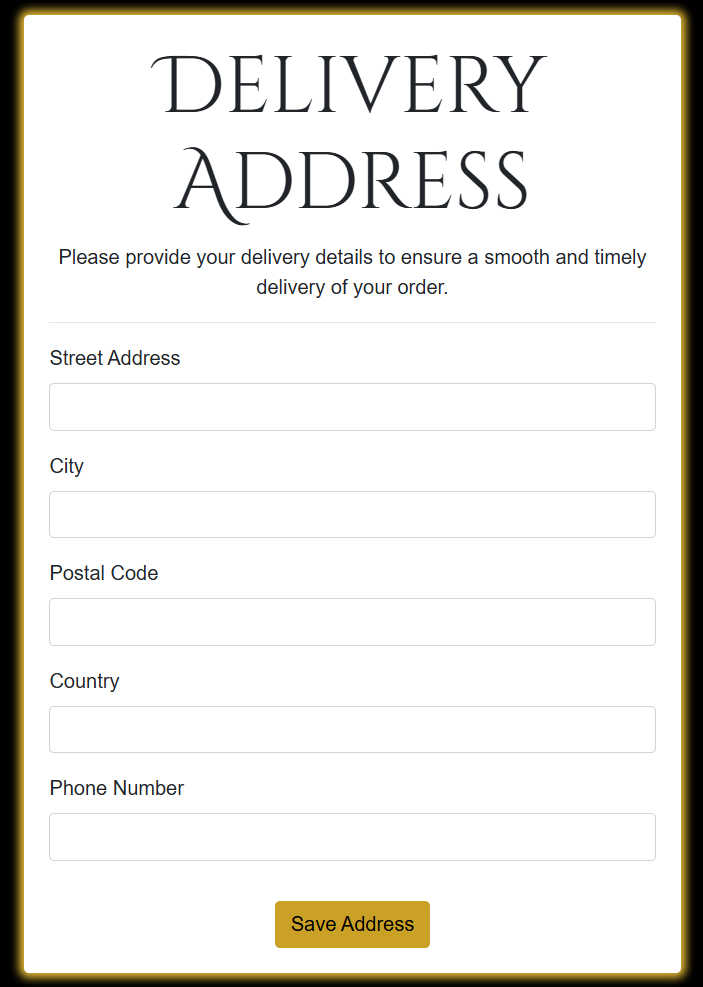 Delivery
Address
Please provide your delivery details to ensure a smooth and timely
delivery of your order.
Street Address
City
Postal Code
Country
Phone Number
Save Address